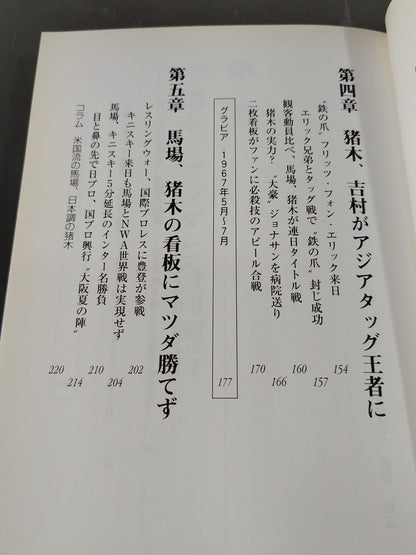 第四章　猪木、吉村がアジアタッグ王者に
〝鉄の爪〟フリッツ・フォン・エリック来日 154
エリック兄弟とタッグ戦で〝鉄の爪〟封じ成功 157
観客動員比べ、馬場、猪木が連日タイトル戦 160
猪木の実力？　〝大豪〟ジョナサンを病院送り 166
二枚看板がファンに必殺技のアピール合戦 170
グラビア　1967年5月〜7月 177
第五章　馬場、猪木の看板にマツダ勝てず
レスリングウォー、国際プロレスに豊登が参戦 202
キニスキー来日も馬場とNWA世界戦は実現せず 204
馬場、キニスキー5分延長のインター名勝負 210
目と鼻の先で日プロ、国プロ興行〝大阪夏の陣〟 214
コラム　米国流の馬場、日本調の猪木 220